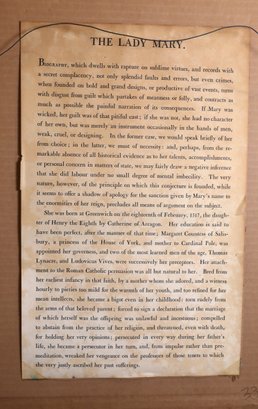 THE LADY MARY.
Biography, which dwells with rapture on sublime virtues, and records with
a secret complacency, not only splendid faults and errors, but even crimes,
when founded on bold and grand designs, or productive of vast events, turns
with disgust from guilt which partakes of meanness or folly, and contracts as
much as possible the painful narration of its consequences. If Mary was
wicked, her guilt was of that pitiful cast; if she was not, she had no character
of her own, but was merely an instrument occasionally in the hands of men,
weak, cruel, or designing. In the former case, we would speak briefly of her
from choice; in the latter, we must of necessity: and, perhaps, from the re-
markable absence of all historical evidence as to her talents, accomplishments,
or personal concern in matters of state, we may fairly draw a negative inference
that she did labour under no small degree of mental imbecility. The very
nature, however, of the principle on which this conjecture is founded, while
it seems to offer a shadow of apology for the sanction given by Mary's name to
the enormities of her reign, precludes all means of argument on the subject.
She was born at Greenwich on the eighteenth of February, 1517, the daugh-
ter of Henry the Eighth by Catherine of Aragon. Her education is said to
have been perfect, after the manner of that time; Margaret Countess of Salis-
bury, a princess of the House of York, and mother to Cardinal Pole, was
appointed her governess, and two of the most learned men of the age, Thomas
Lynacre, and Ludovicus Vives, were successively her preceptors. Her attach-
ment to the Roman Catholic persuasion was all but natural to her. Bred from
her earliest infancy in that faith, by a mother whom she adored, and a witness
hourly to pieties too mild for the warmth of her youth, and too refined for her
ment intellects, she became a bigot even in her childhood: torn rudely from
the arms of that beloved parent; forced to sign a declaration that the marriage
of which herself was the offspring was unlawful and incestuous; compelled
to abstain from the practice of her religion, and threatened, even with death,
for holding her very opinions; persecuted in every way during her father's
life, she became a persecutor in her turn, and, from impulse rather than pre-
meditation, wreaked her vengeance on the professors of those tenets to which
she very justly ascribed her past sufferings.